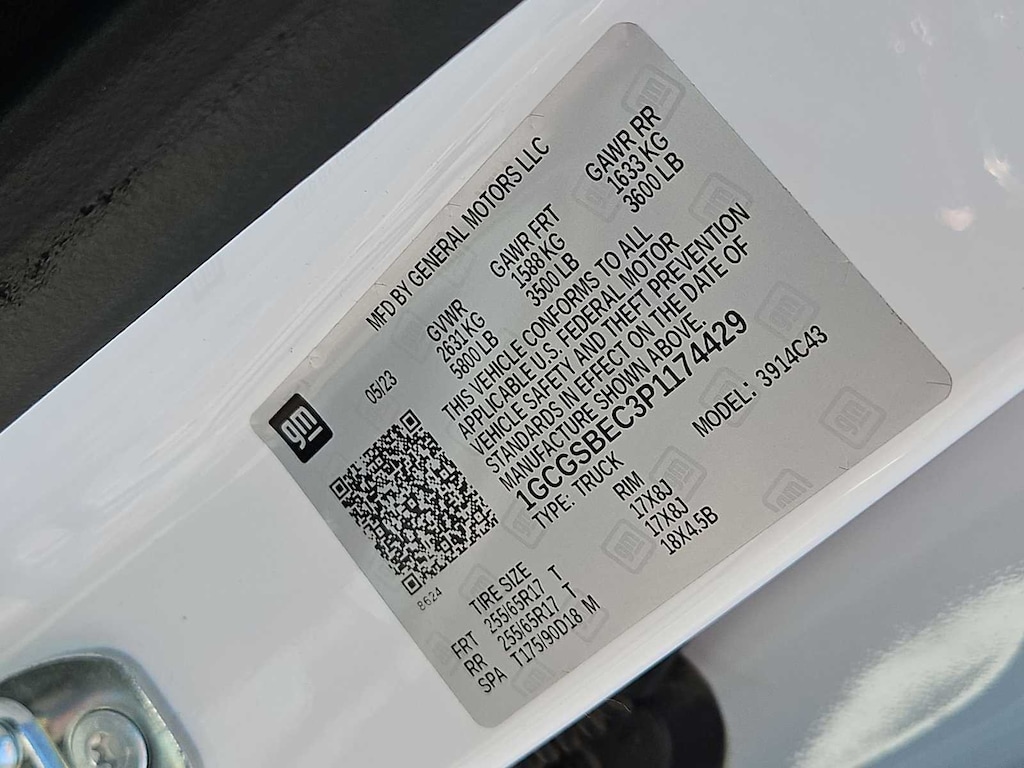 gm
MFD BY GENERAL MOTORS LLC
05/23
GVWR GAWR FRT GAWR RR
2631 KG 1588 KG 1633 KG
5800 LB 3500 LB 3600 LB
THIS VEHICLE CONFORMS TO ALL
APPLICABLE U.S. FEDERAL MOTOR
VEHICLE SAFETY AND THEFT PREVENTION
STANDARDS IN EFFECT ON THE DATE OF
MANUFACTURE SHOWN ABOVE.
1GCGSBEC3P1174429
TYPE: TRUCK MODEL: 3914C43
8624
TIRE SIZE RIM
FRT 255/65R17 T 17X8J
RR 255/65R17 T 17X8J
SPA T175/90D18 M 18X4.5B